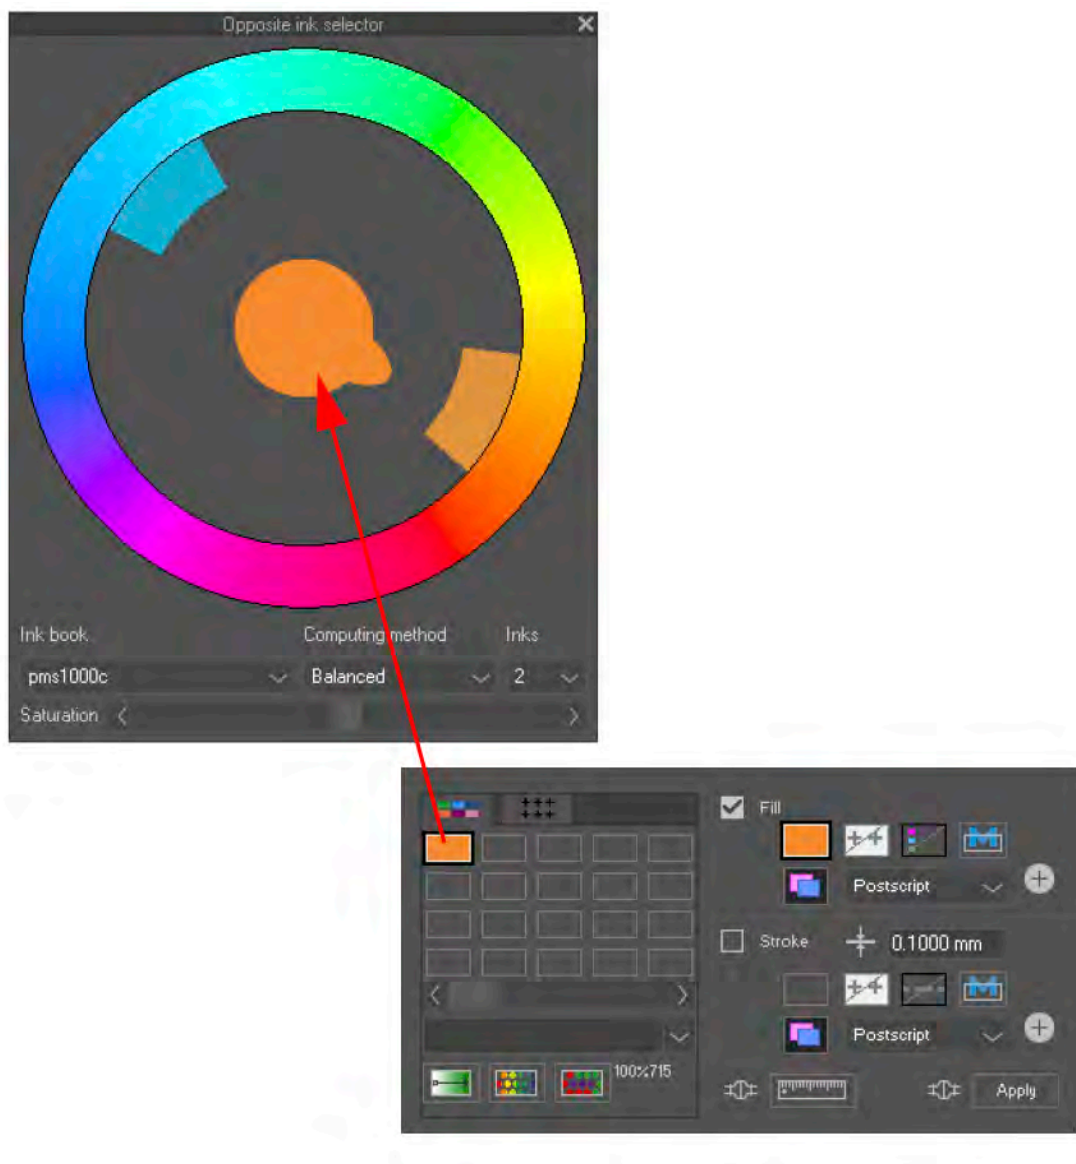 Opposite ink selector
Ink book
Computing method
Inks
pms1000c
Balanced
2
Saturation
Fill
Postscript
Stroke
0.1000 mm
Postscript
100%715
Apply